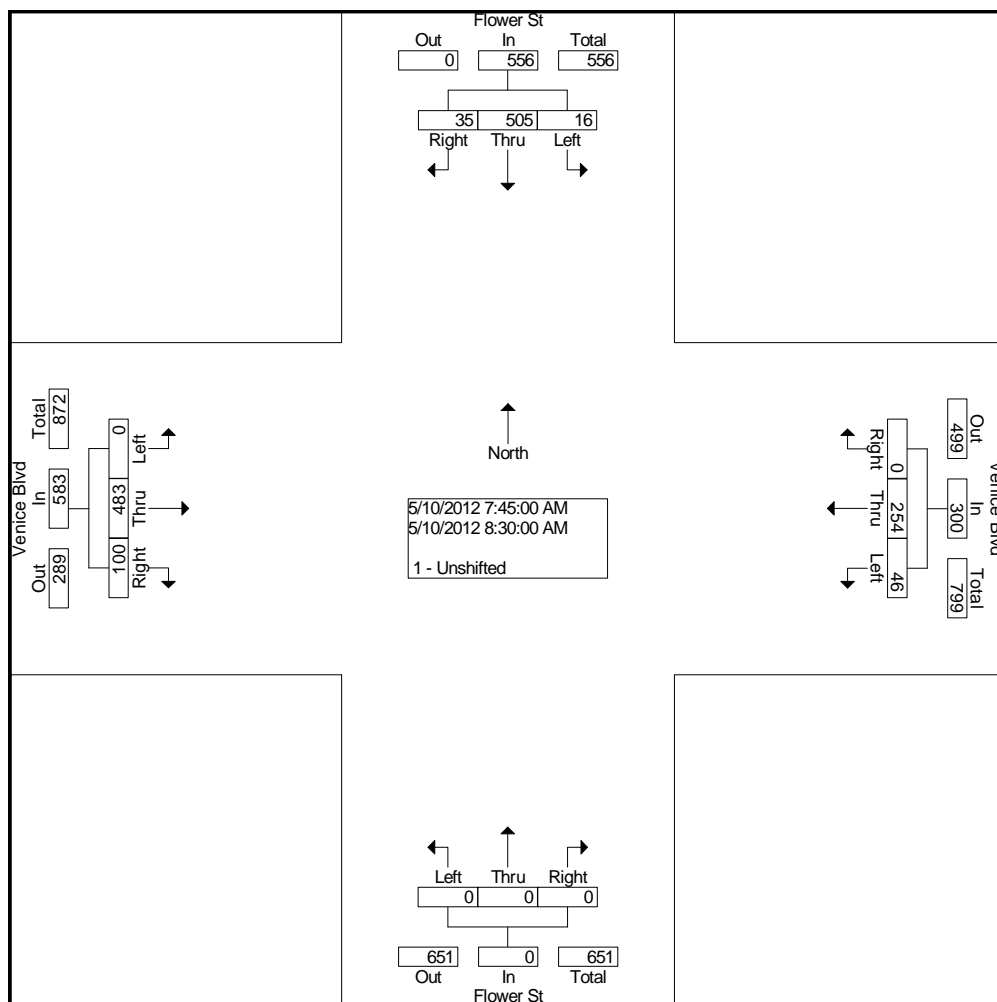 Flower St
Out In Total
0 556 556
35 505 16
Right Thru Left
Venice Blvd
Out In Total
289 583 872
100 483 0
Right Thru Left
North
5/10/2012 7:45:00 AM
5/10/2012 8:30:00 AM
1 - Unshifted
Venice Blvd
Out In Total
499 300 799
0 254 46
Right Thru Left
Left Thru Right
0 0 0
651 0 651
Out In Total
Flower St